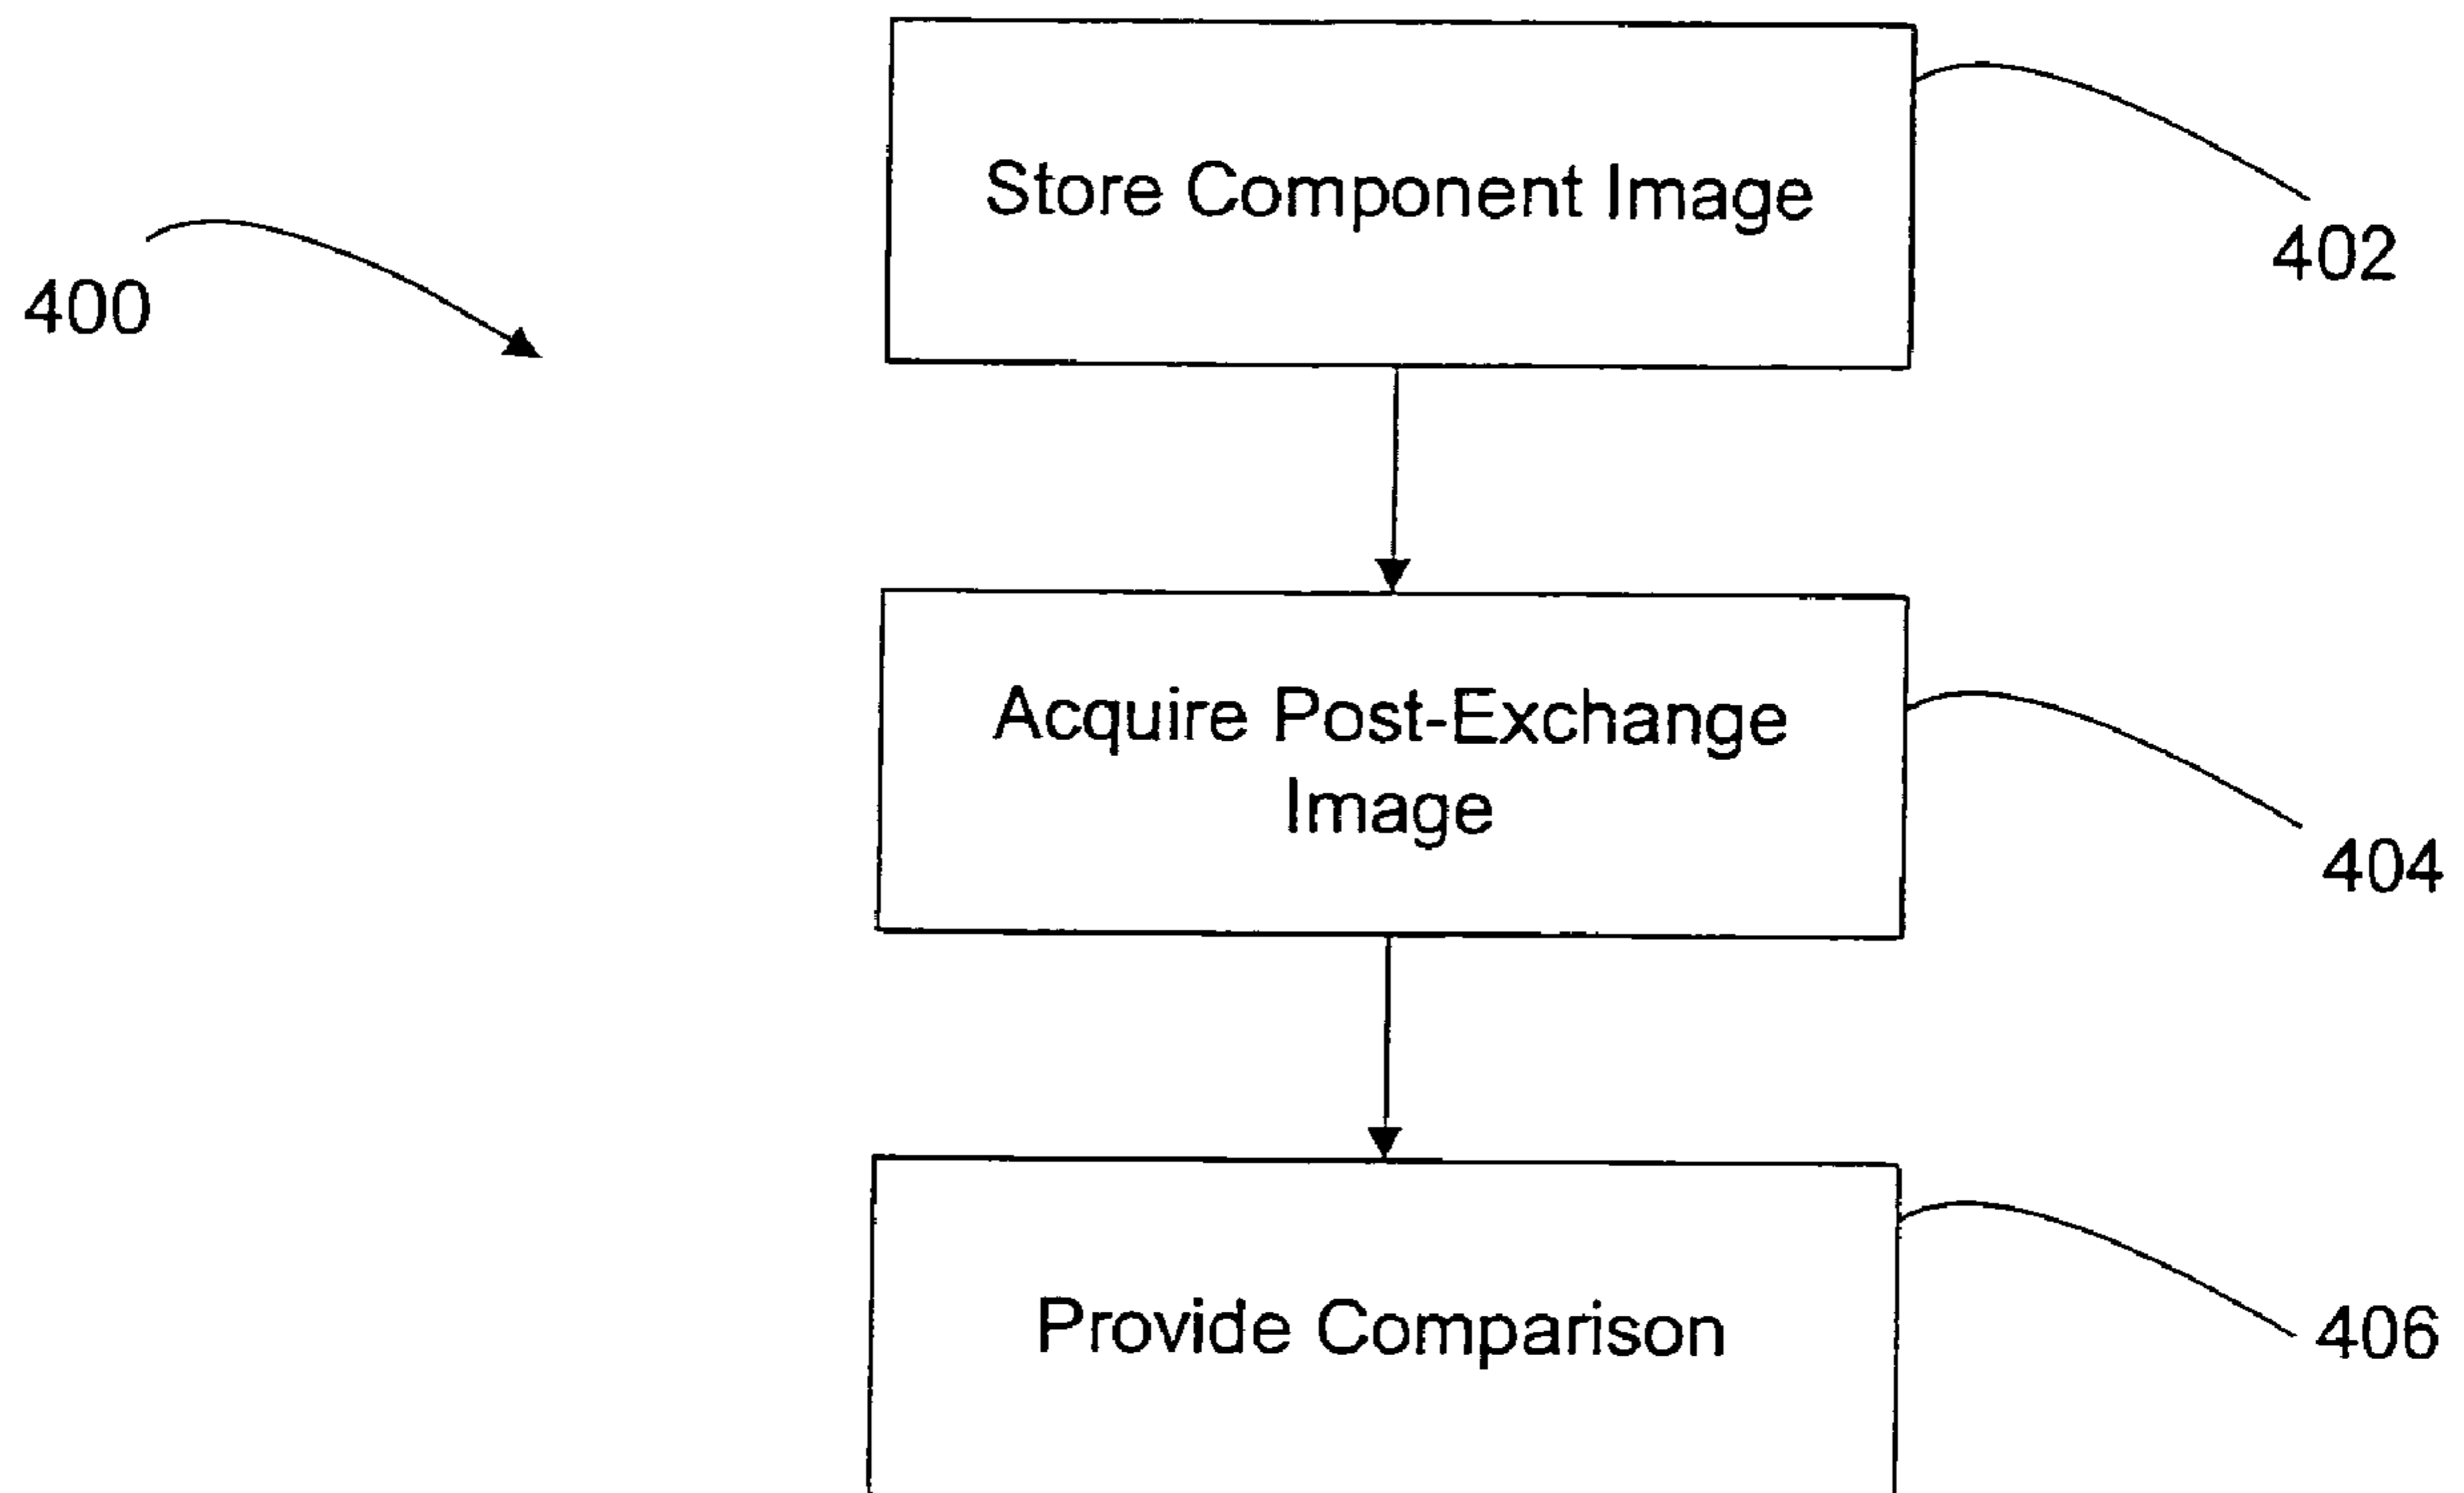 Store Component Image
402
400
Acquire Post-Exchange
Image
404
Provide Comparison
406